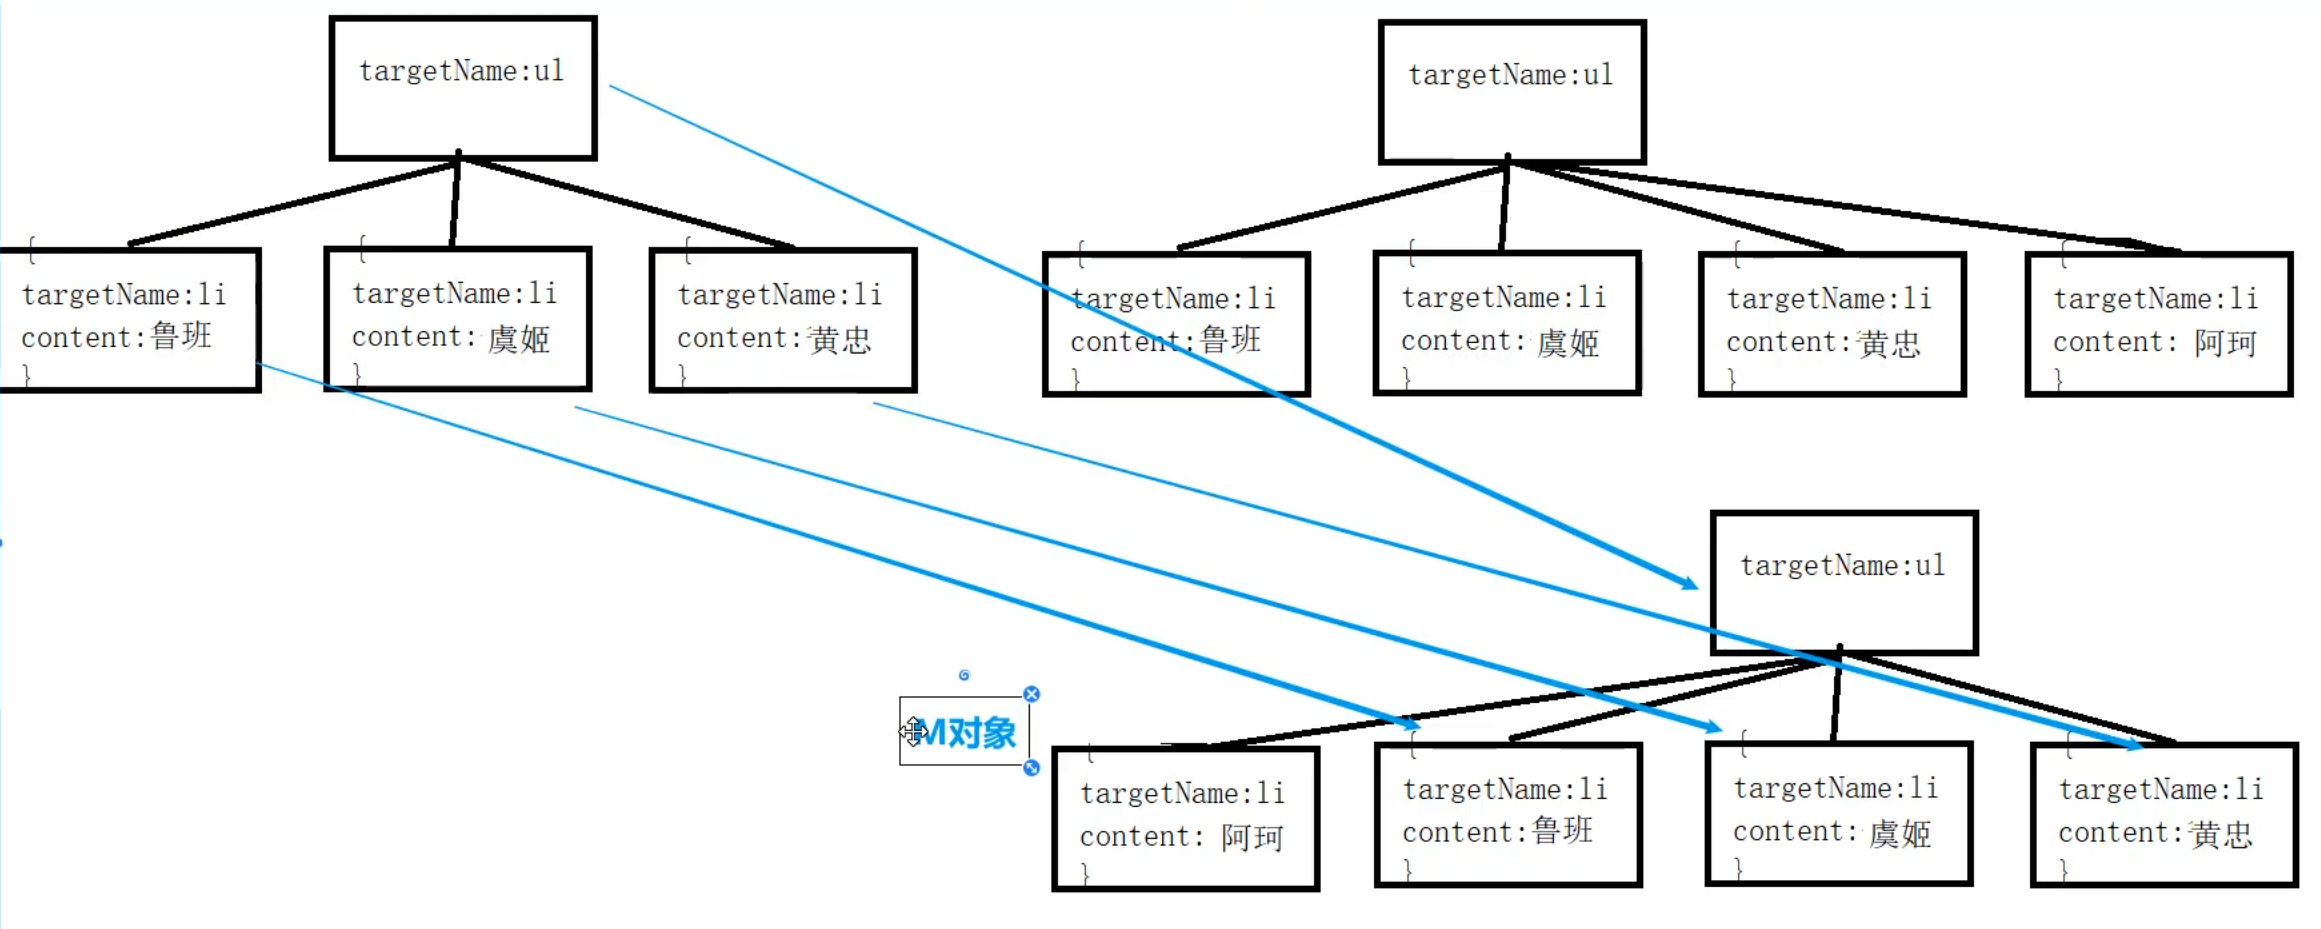 targetName:ul
{
targetName:li
content:鲁班
}
{
targetName:li
content:虞姬
}
{
targetName:li
content:黄忠
}
targetName:ul
{
targetName:li
content:鲁班
}
{
targetName:li
content:虞姬
}
{
targetName:li
content:黄忠
}
{
targetName:li
content: 阿珂
}
M对象
targetName:ul
{
targetName:li
content: 阿珂
}
{
targetName:li
content:鲁班
}
{
targetName:li
content:虞姬
}
{
targetName:li
content:黄忠
}